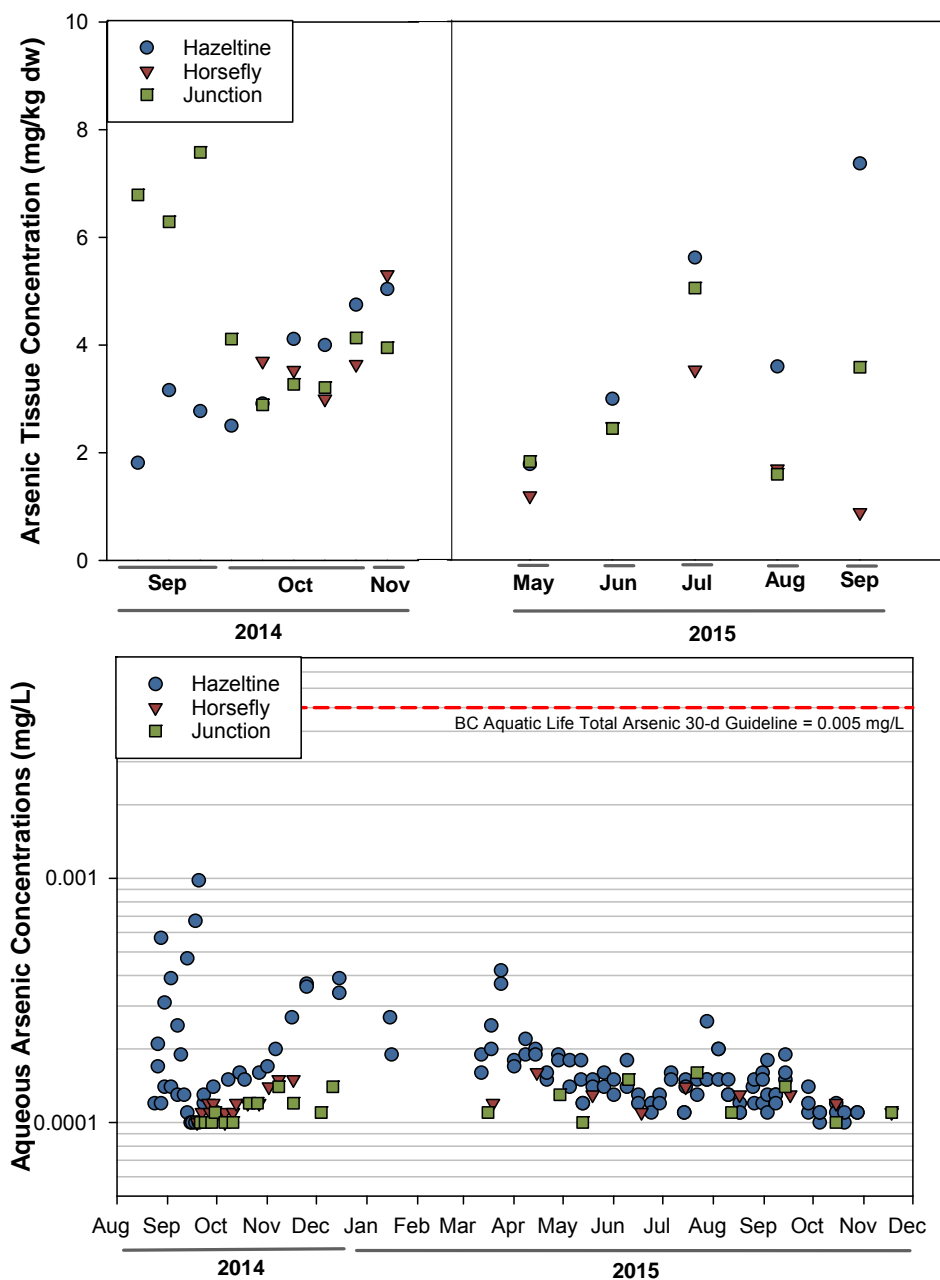 Arsenic Tissue Concentration (mg/kg dw)
10
8
6
4
2
0
Hazeltine
Horsefly
Junction
Sep Oct Nov May Jun Jul Aug Sep
2014 2015
Aqueous Arsenic Concentrations (mg/L)
Hazeltine
Horsefly
Junction
BC Aquatic Life Total Arsenic 30-d Guideline = 0.005 mg/L
0.001
0.0001
Aug Sep Oct Nov Dec Jan Feb Mar Apr May Jun Jul Aug Sep Oct Nov Dec
2014 2015